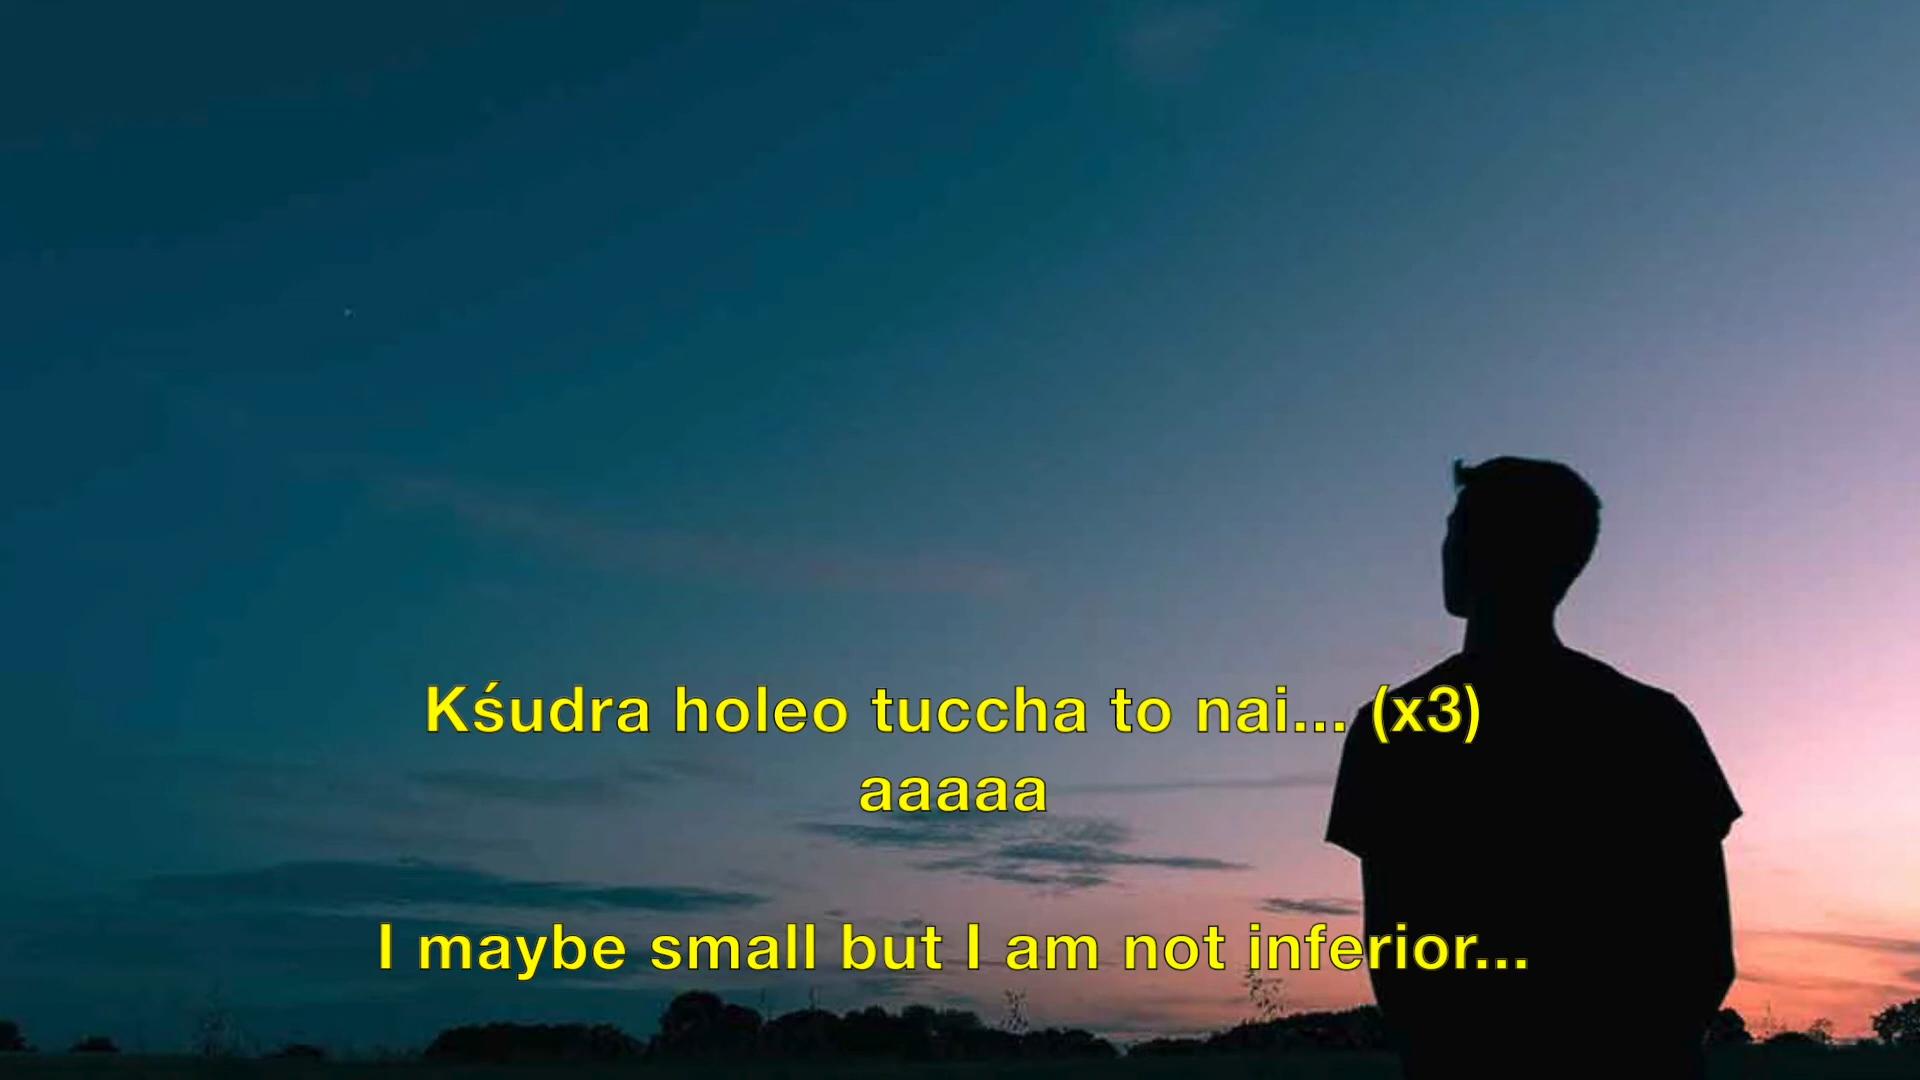 Kśudra holeo tuccha to nai... (x3)
aaaaa
I maybe small but I am not inferior...